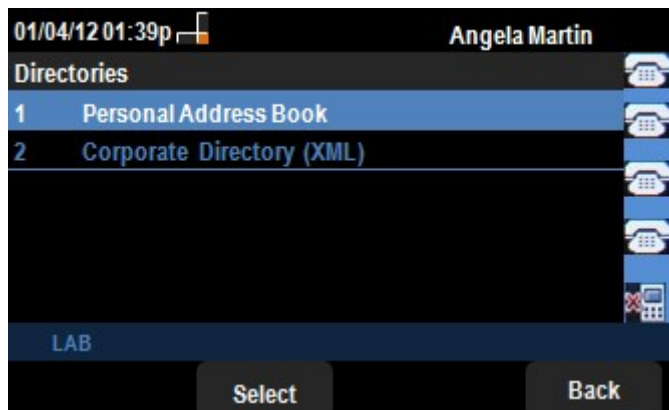 01/04/12 01:39p Angela Martin
Directories
1 Personal Address Book
2 Corporate Directory (XML)
LAB
Select Back